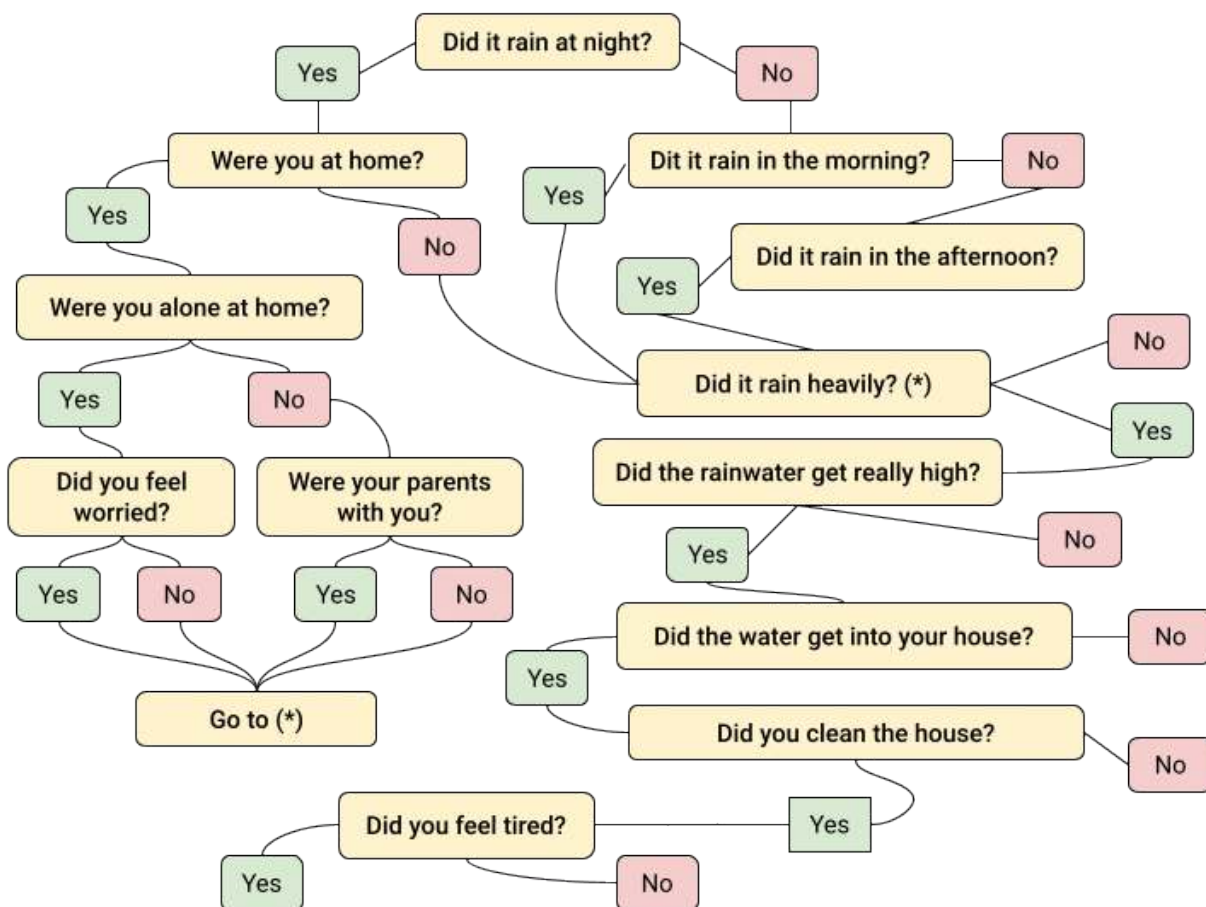 Did it rain at night?
Yes
No
Were you at home?
Dit it rain in the morning?
No
Yes
Yes
No
Did it rain in the afternoon?
Yes
Were you alone at home?
No
Did it rain heavily? (*)
Yes
No
Yes
Did you feel
worried?
Were your parents
with you?
Did the rainwater get really high?
Yes
No
Yes
No
Yes
No
Did the water get into your house?
No
Yes
Go to (*)
Did you clean the house?
No
Did you feel tired?
Yes
Yes
No